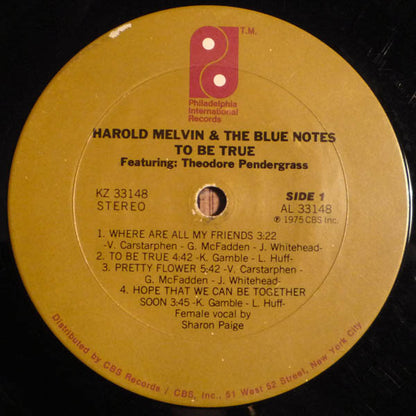 T.M.
Philadelphia
International
Records
HAROLD MELVIN & THE BLUE NOTES
TO BE TRUE
Featuring: Theodore Pendergrass
KZ 33148
STEREO
SIDE 1
AL 33148
℗ 1975 CBS Inc.
1. WHERE ARE ALL MY FRIENDS 3:22
-V. Carstarphen - G. McFadden - J. Whitehead-
2. TO BE TRUE 4:42 -K. Gamble - L. Huff-
3. PRETTY FLOWER 5:42 -V. Carstarphen -
G. McFadden - J. Whitehead-
4. HOPE THAT WE CAN BE TOGETHER
SOON 3:45 -K. Gamble - L. Huff-
Female vocal by
Sharon Paige
Distributed by CBS Records / CBS, Inc., 51 West 52 Street, New York City